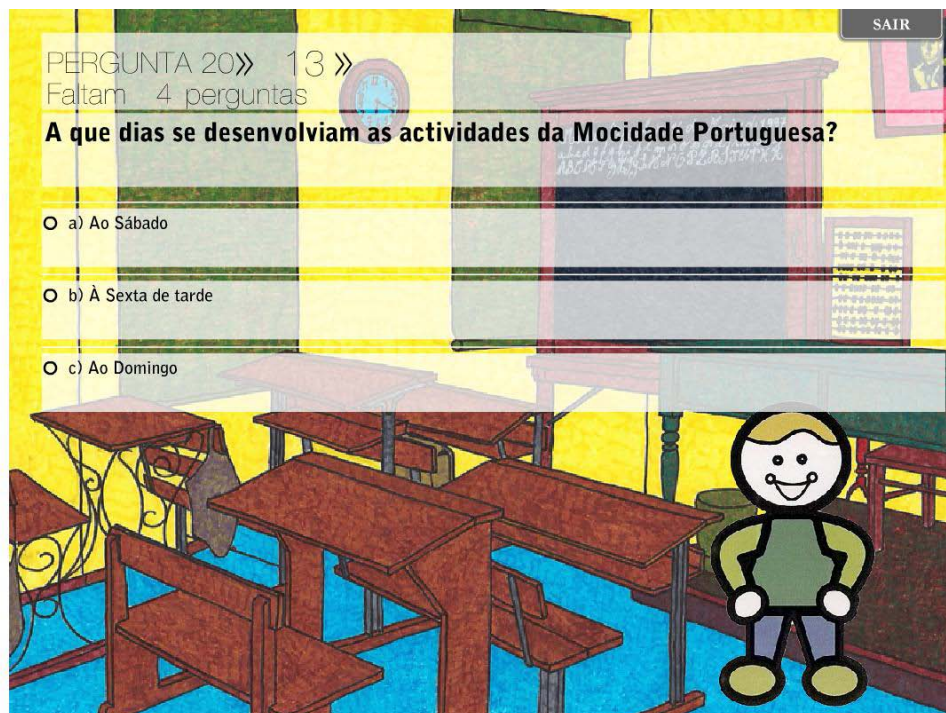 SAIR
PERGUNTA 20» 13 »
Faltam 4 perguntas
A que dias se desenvolviam as actividades da Mocidade Portuguesa?
a) Ao Sábado
b) À Sexta de tarde
c) Ao Domingo